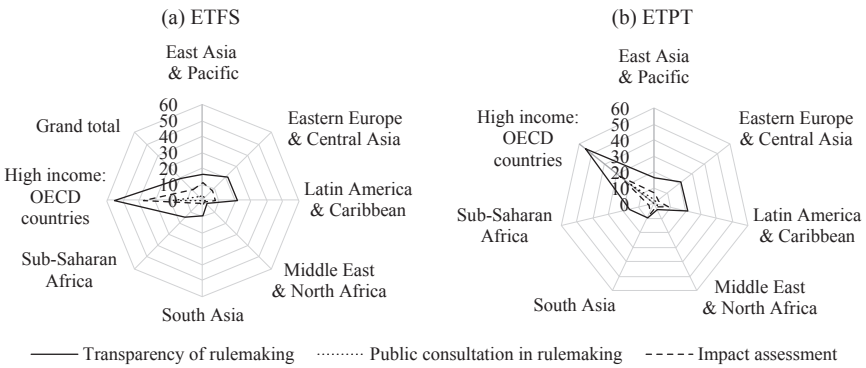 (a) ETFS
East Asia
& Pacific
60
50
40
30
20
10
0
Eastern Europe
& Central Asia
Latin America
& Caribbean
Middle East
& North Africa
South Asia
Sub-Saharan
Africa
High income:
OECD
countries
Grand total
(b) ETPT
East Asia
& Pacific
60
50
40
30
20
10
0
Eastern Europe
& Central Asia
Latin America
& Caribbean
Middle East
& North Africa
South Asia
Sub-Saharan
Africa
High income:
OECD
countries
Transparency of rulemaking
Public consultation in rulemaking
Impact assessment